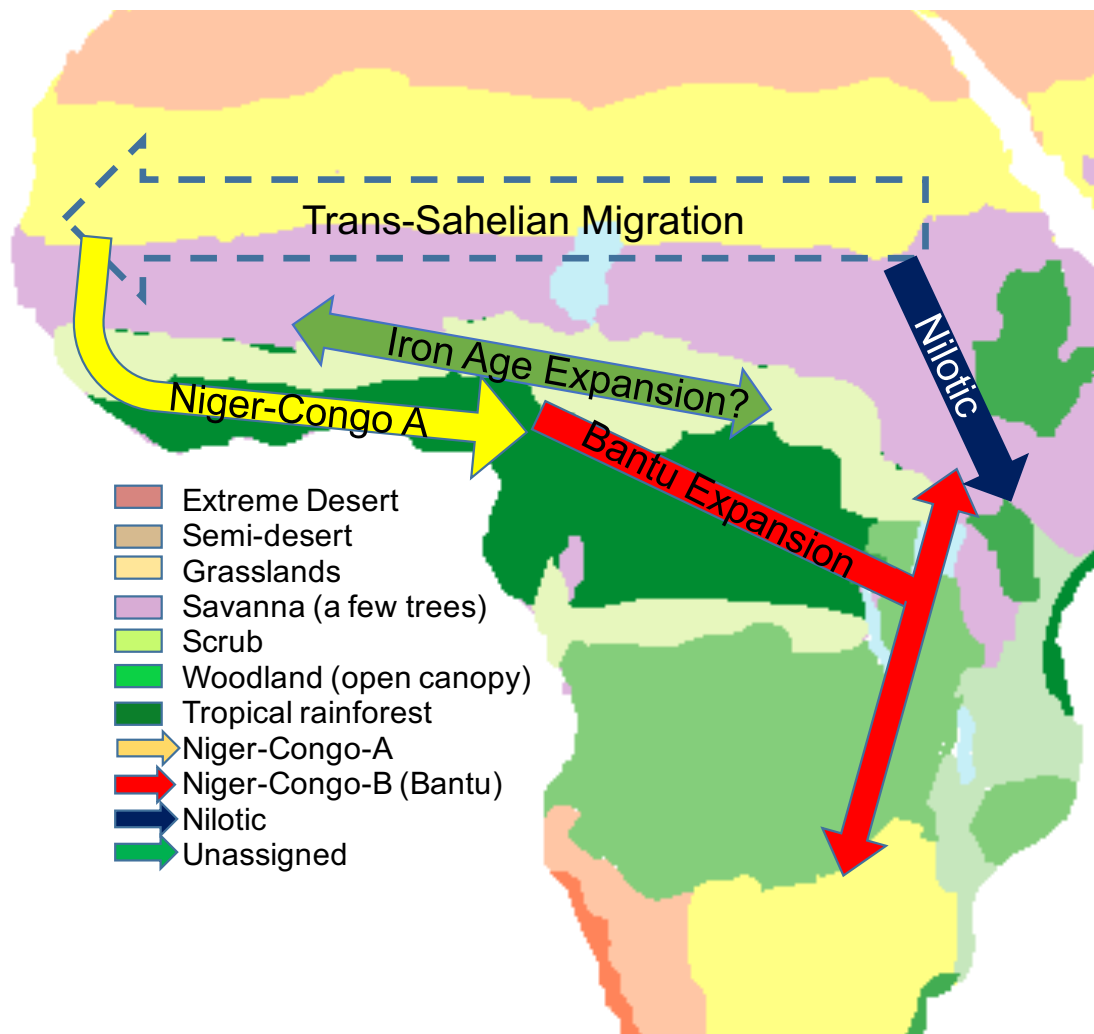 Trans-Sahelian Migration
Nilotic
Iron Age Expansion?
Niger-Congo A
Bantu Expansion
Extreme Desert
Semi-desert
Grasslands
Savanna (a few trees)
Scrub
Woodland (open canopy)
Tropical rainforest
Niger-Congo-A
Niger-Congo-B (Bantu)
Nilotic
Unassigned